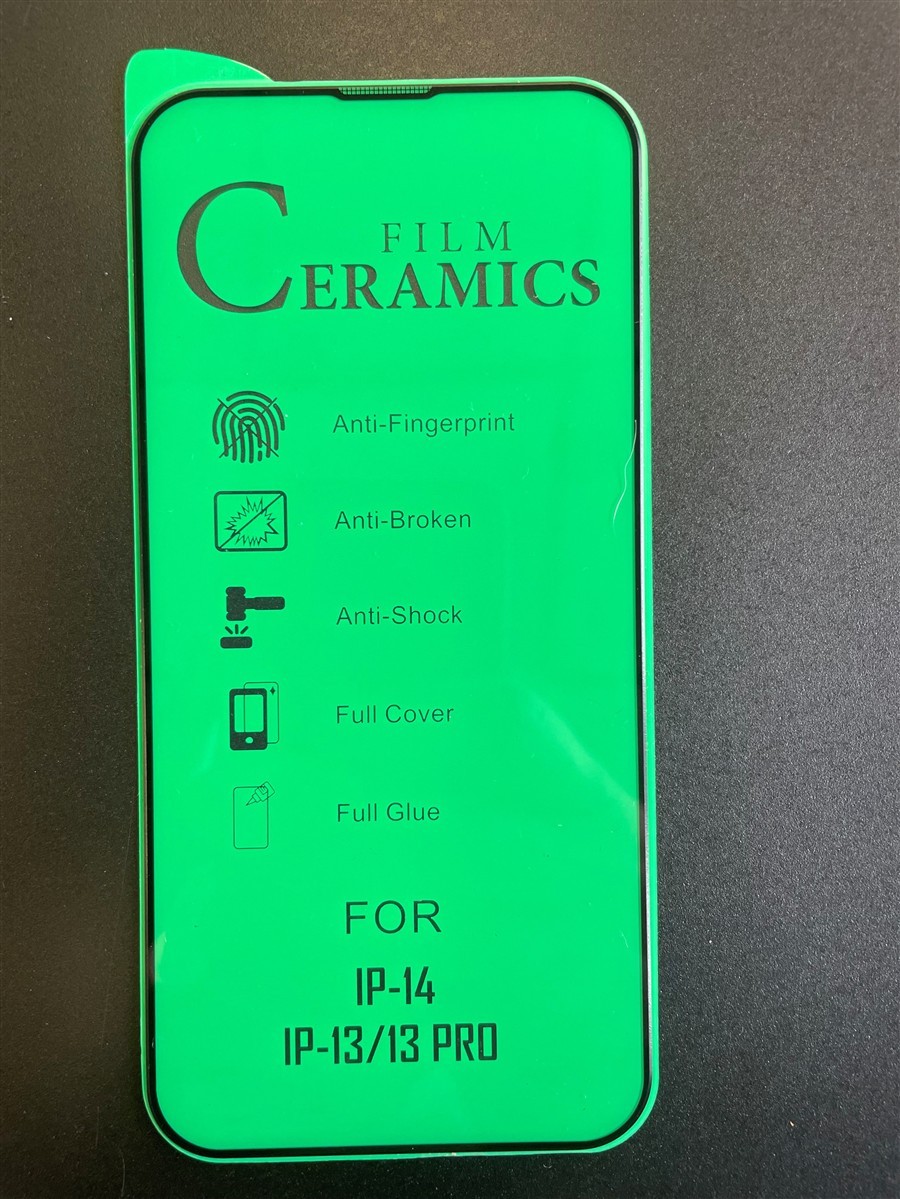 FILM
CERAMICS
Anti-Fingerprint
Anti-Broken
Anti-Shock
Full Cover
Full Glue
FOR
IP-14
IP-13/13 PRO